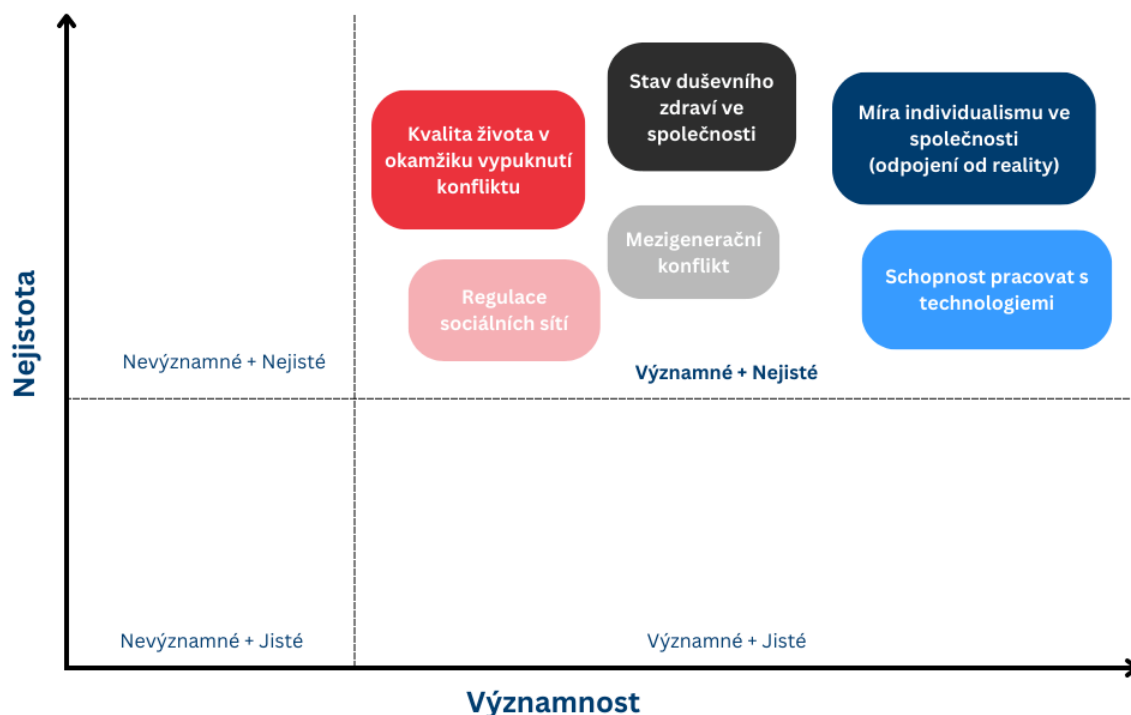 Nejistota
Kvalita života v
okamžiku vypuknutí
konfliktu
Stav duševního
zdraví ve
společnosti
Míra individualismu ve
společnosti
(odpojení od reality)
Regulace
sociálních sítí
Mezigenerační
konflikt
Schopnost pracovat s
technologiemi
Nevýznamné + Nejisté
Významné + Nejisté
Nevýznamné + Jisté
Významné + Jisté
Významnost